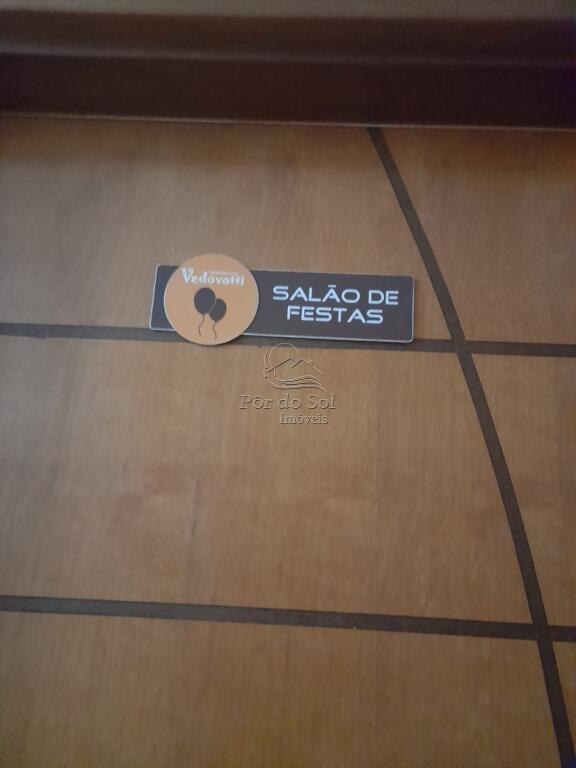 Vedovatti
SALÃO DE
FESTAS
Pôr do Sol
Imóveis